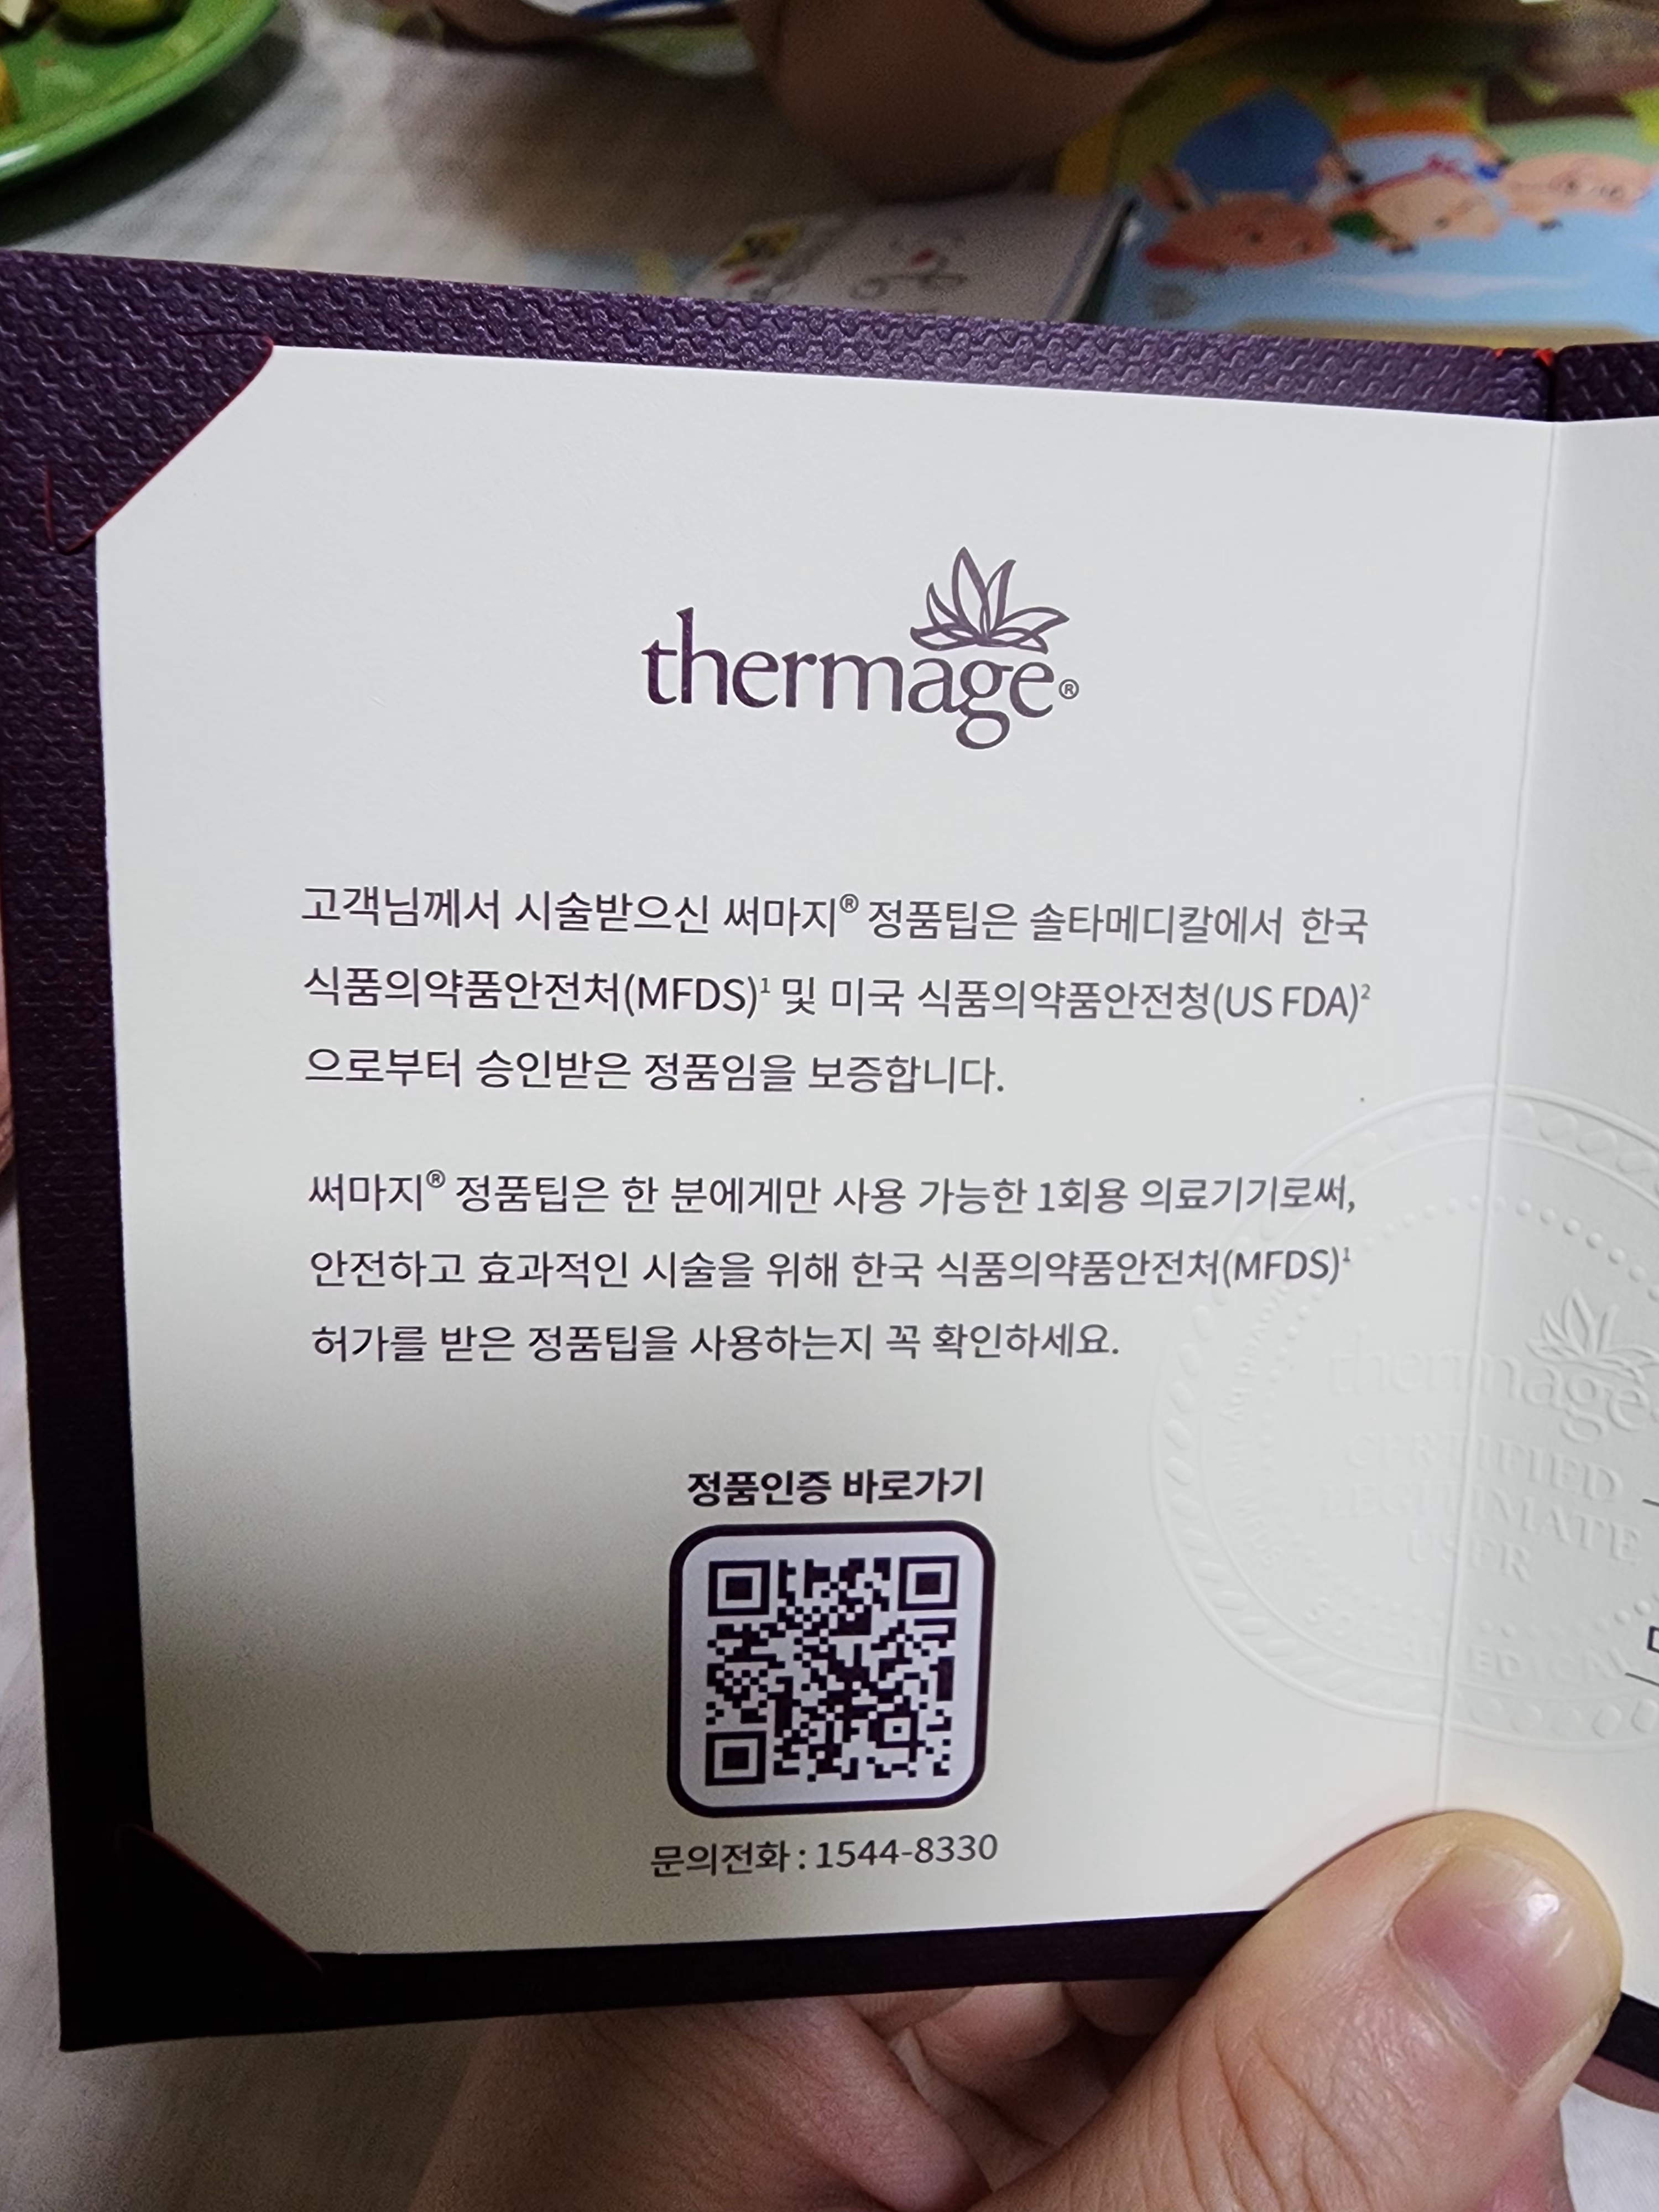 thermage®
고객님께서 시술받으신 써마지® 정품팁은 솔타메디칼에서 한국
식품의약품안전처(MFDS)¹ 및 미국 식품의약품안전청(US FDA)²
으로부터 승인받은 정품임을 보증합니다.
써마지® 정품팁은 한 분에게만 사용 가능한 1회용 의료기기로써,
안전하고 효과적인 시술을 위해 한국 식품의약품안전처(MFDS)¹
허가를 받은 정품팁을 사용하는지 꼭 확인하세요.
thermage
CERTIFIED
LEGITIMATE
USER
정품인증 바로가기
문의전화 : 1544-8330